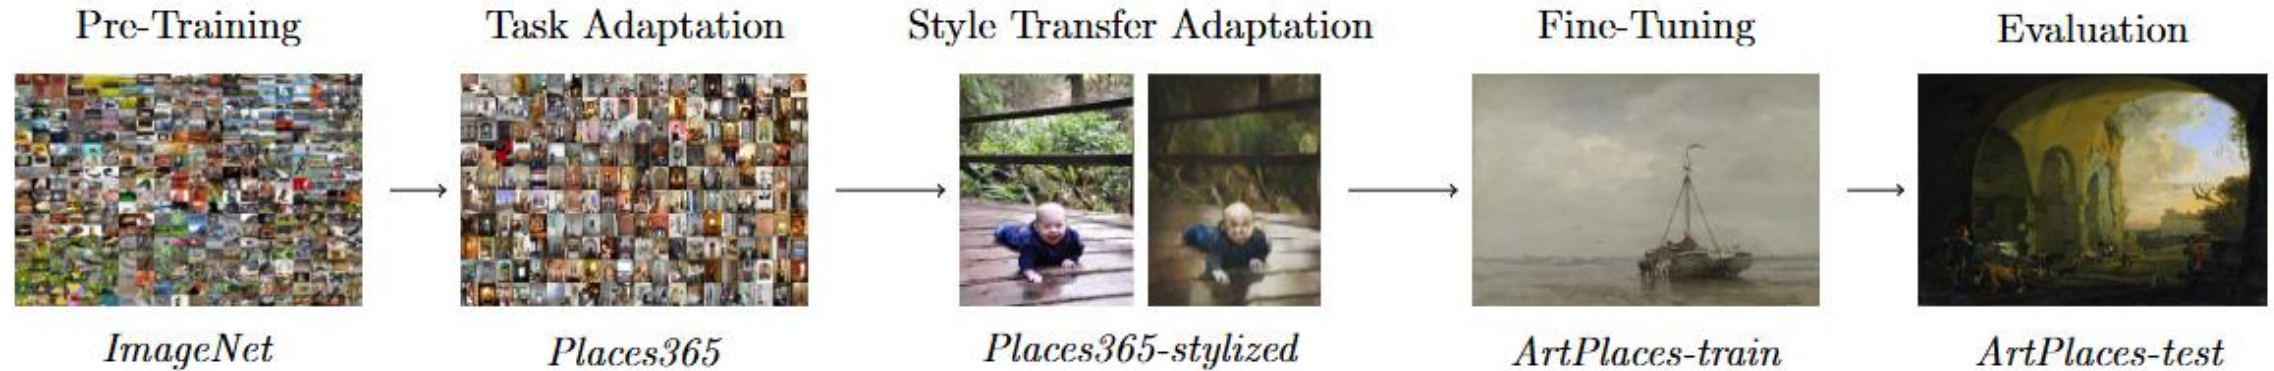 Pre-Training
Task Adaptation
Style Transfer Adaptation
Fine-Tuning
Evaluation
ImageNet
Places365
Places365-stylized
ArtPlaces-train
ArtPlaces-test